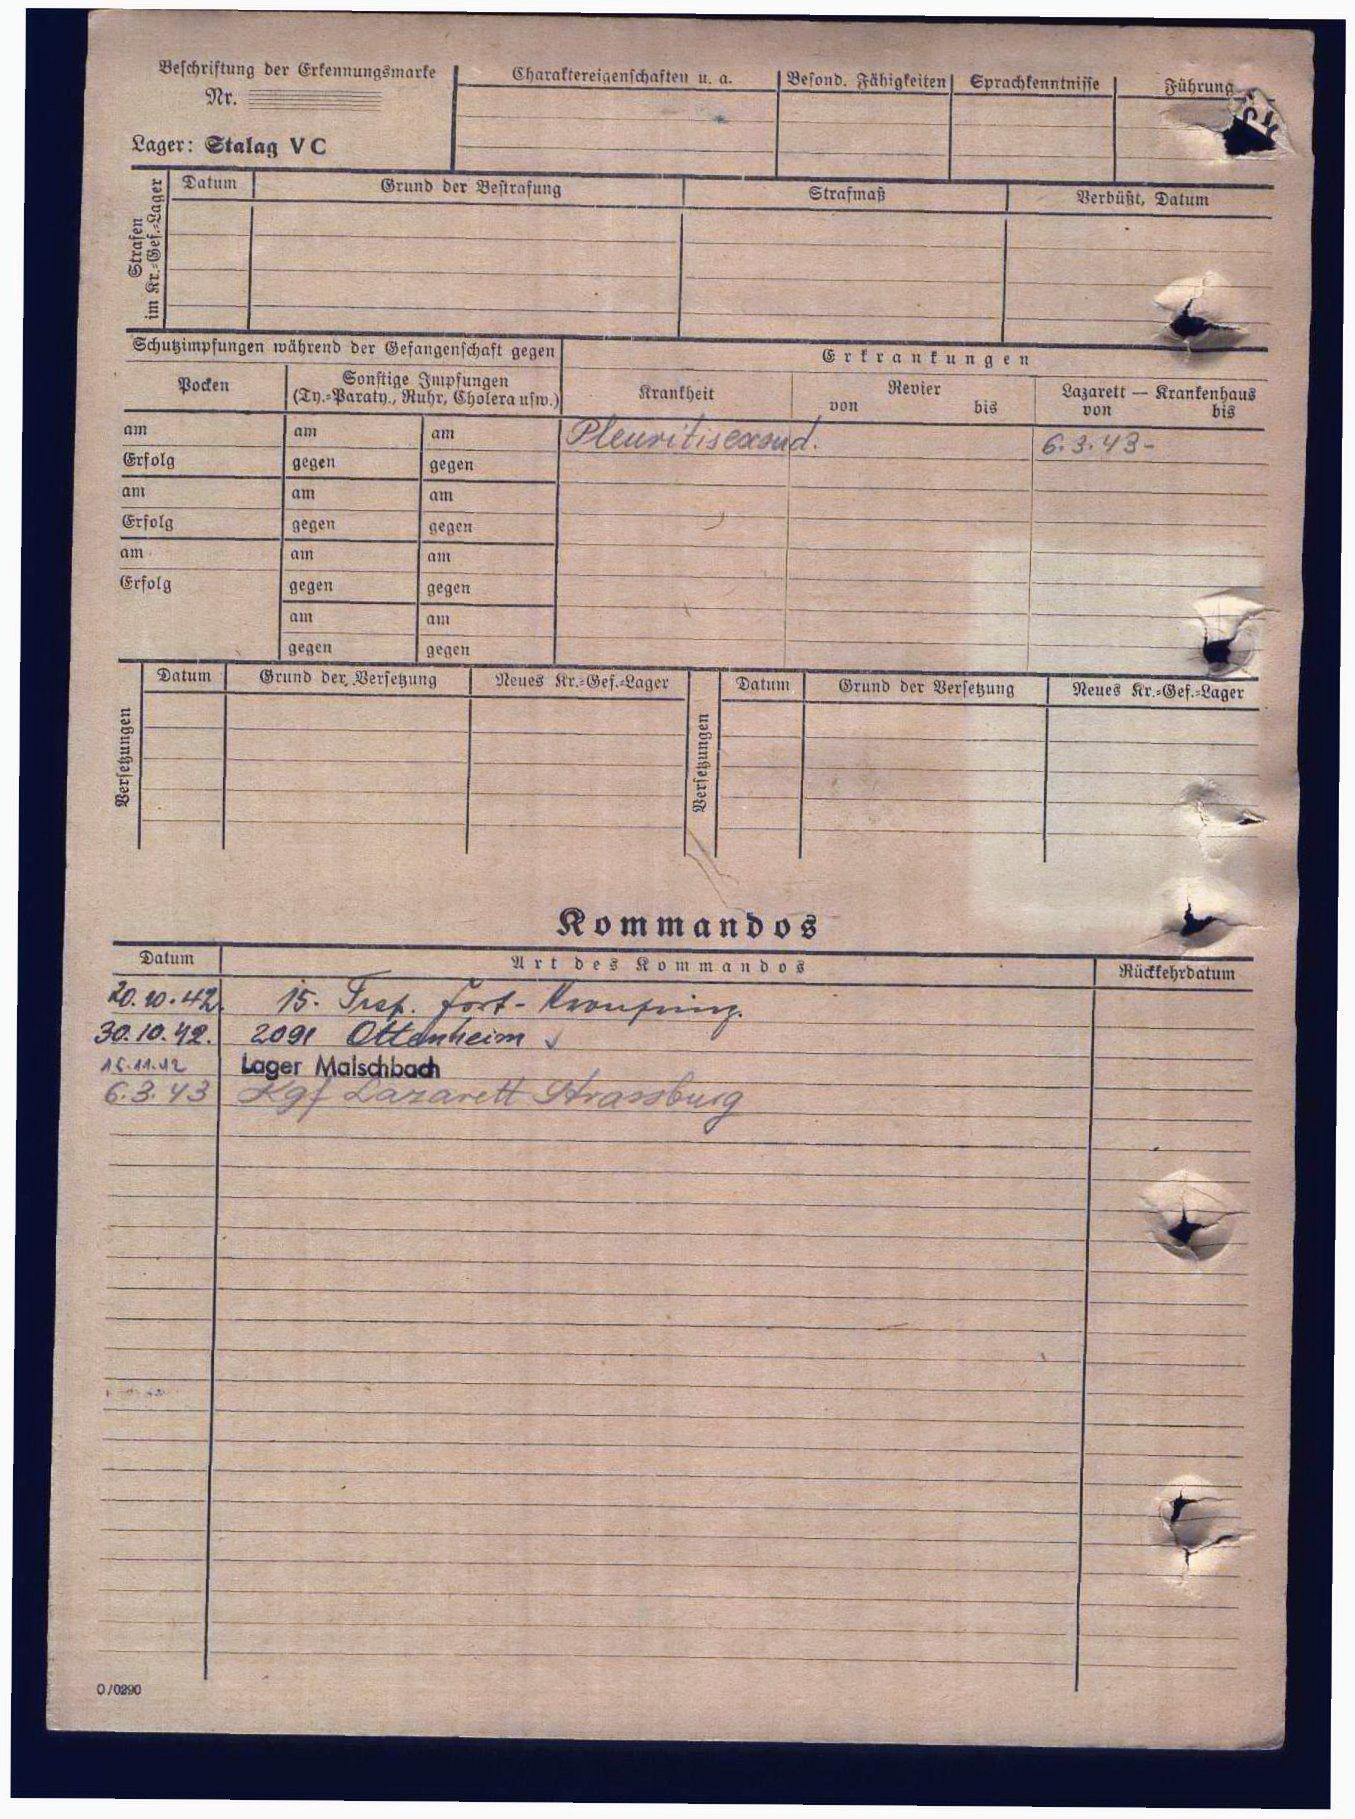 Beschriftung der Erkennungsmarke
Nr.
Lager: Stalag V C
Charaktereigenschaften u. a.
Besond. Fähigkeiten
Sprachkenntnisse
Führung
Strafen
im Kr.=Gef.=Lager
Datum
Grund der Bestrafung
Strafmaß
Verbüßt, Datum
Schutzimpfungen während der Gefangenschaft gegen
Erkrankungen
Pocken
Sonstige Impfungen
(Ty.=Paraty., Ruhr, Cholera usw.)
Krankheit
Revier
von bis
Lazarett — Krankenhaus
von bis
am am am Pleuritis exsud. 6.3.43-
Erfolg gegen gegen
am am am
Erfolg gegen gegen
am am am
Erfolg gegen gegen
am am
gegen gegen
Versetzungen
Datum Grund der Versetzung Neues Kr.=Gef.=Lager
Versetzungen
Datum Grund der Versetzung Neues Kr.=Gef.=Lager
Kommandos
Datum Art des Kommandos Rückkehrdatum
20.10.42. 15. Fort-
30.10.42. 2091 Ottenheim
Lager Malschbach
6.3.43 Kgf Lazarett Strassburg
O/0290